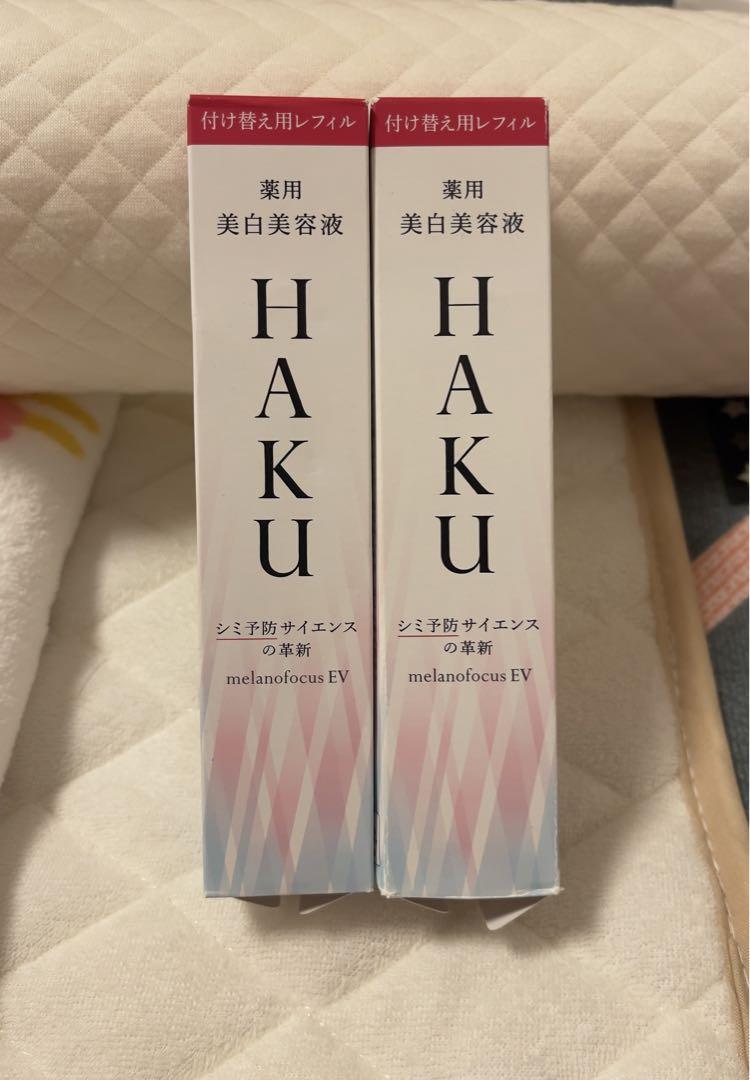 付け替え用レフィル
薬用
美白美容液
HAKU
シミ予防サイエンス
の革新
melanofocus EV
付け替え用レフィル
薬用
美白美容液
HAKU
シミ予防サイエンス
の革新
melanofocus EV